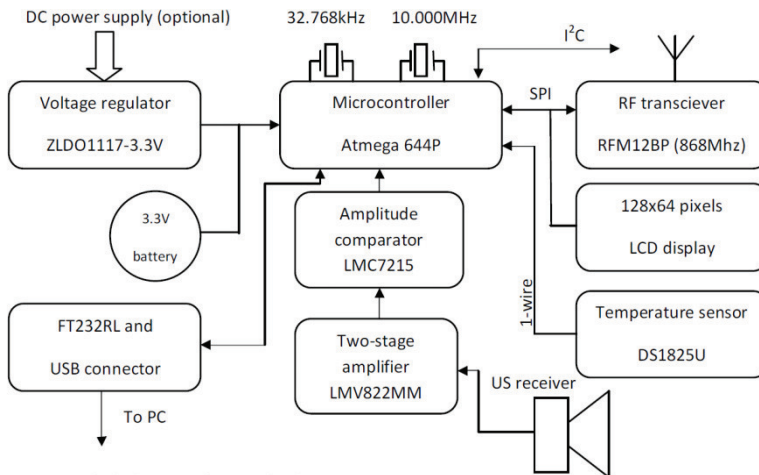 DC power supply (optional)
32.768kHz
10.000MHz
I²C
Voltage regulator
ZLDO1117-3.3V
Microcontroller
Atmega 644P
SPI
RF transciever
RFM12BP (868Mhz)
3.3V
battery
Amplitude
comparator
LMC7215
128x64 pixels
LCD display
1-wire
FT232RL and
USB connector
Two-stage
amplifier
LMV822MM
Temperature sensor
DS1825U
US receiver
To PC